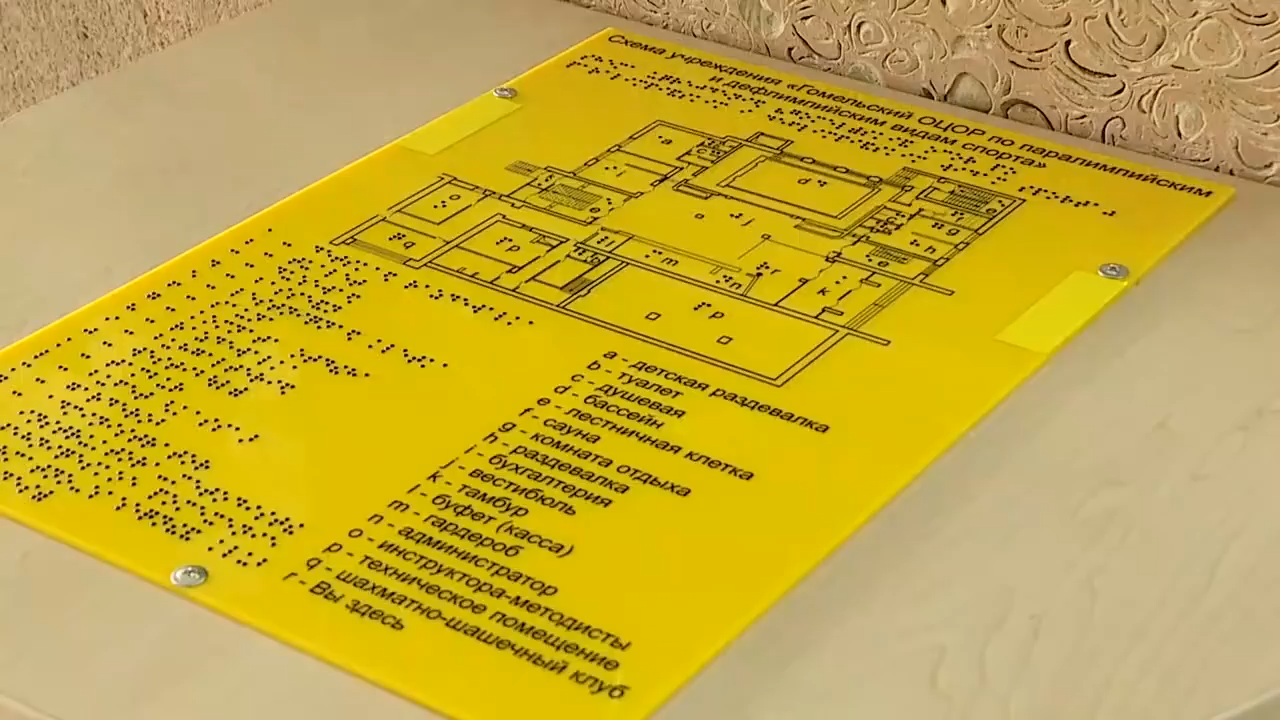 Схема учреждения «Гомельский ОЦОР по паралимпийским
и дефлимпийским видам спорта»
a
c
i
d
e
o
q
p
l
b
m
j
r
n
k
g
h
e
e
p
a - детская раздевалка
b - туалет
c - душевая
d - бассейн
e - лестничная клетка
f - сауна
g - комната отдыха
h - раздевалка
i - бухгалтерия
j - вестибюль
k - тамбур
l - буфет (касса)
m - гардероб
n - администратор
o - инструктора-методисты
p - техническое помещение
q - шахматно-шашечный клуб
r - Вы здесь